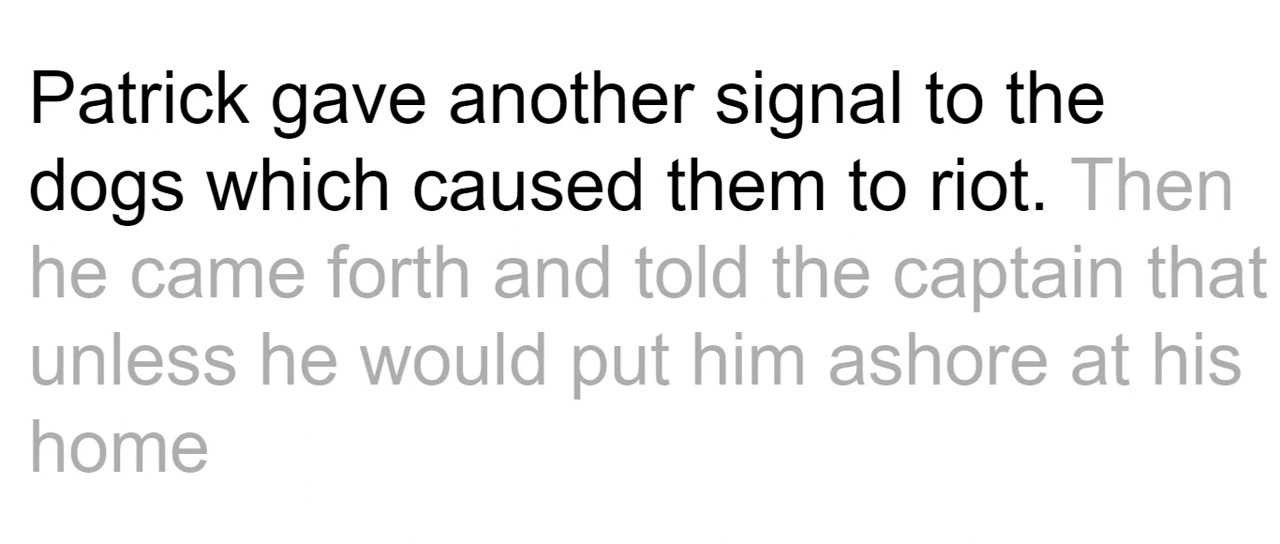 Patrick gave another signal to the
dogs which caused them to riot. Then
he came forth and told the captain that
unless he would put him ashore at his
home